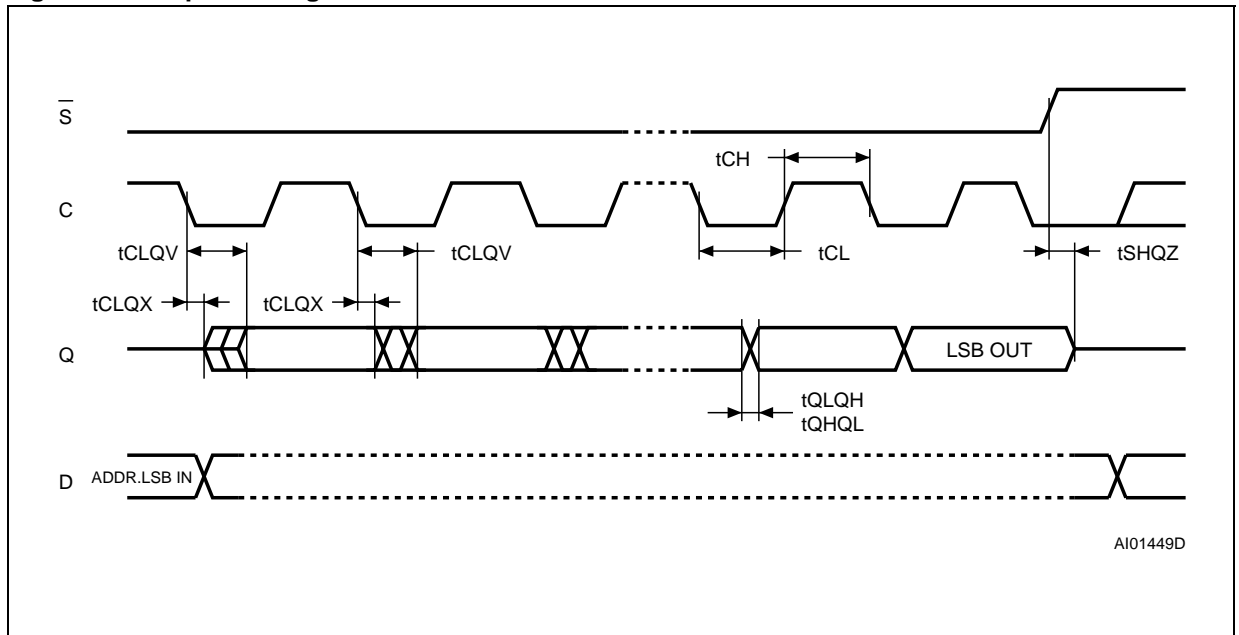 S
tCH
C
tCLQV
tCLQV
tCL
tSHQZ
tCLQX
tCLQX
Q
LSB OUT
tQLQH
tQHQL
D
ADDR.LSB IN
AI01449D